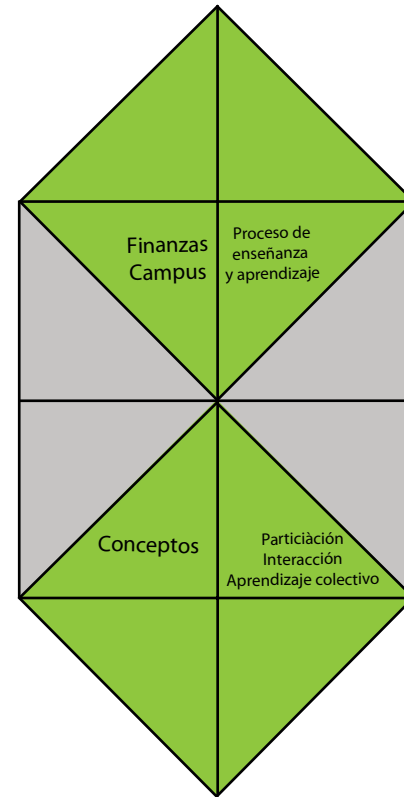 Finanzas
Campus
Proceso de
enseñanza
y aprendizaje
Conceptos
Particiàción
Interacción
Aprendizaje colectivo